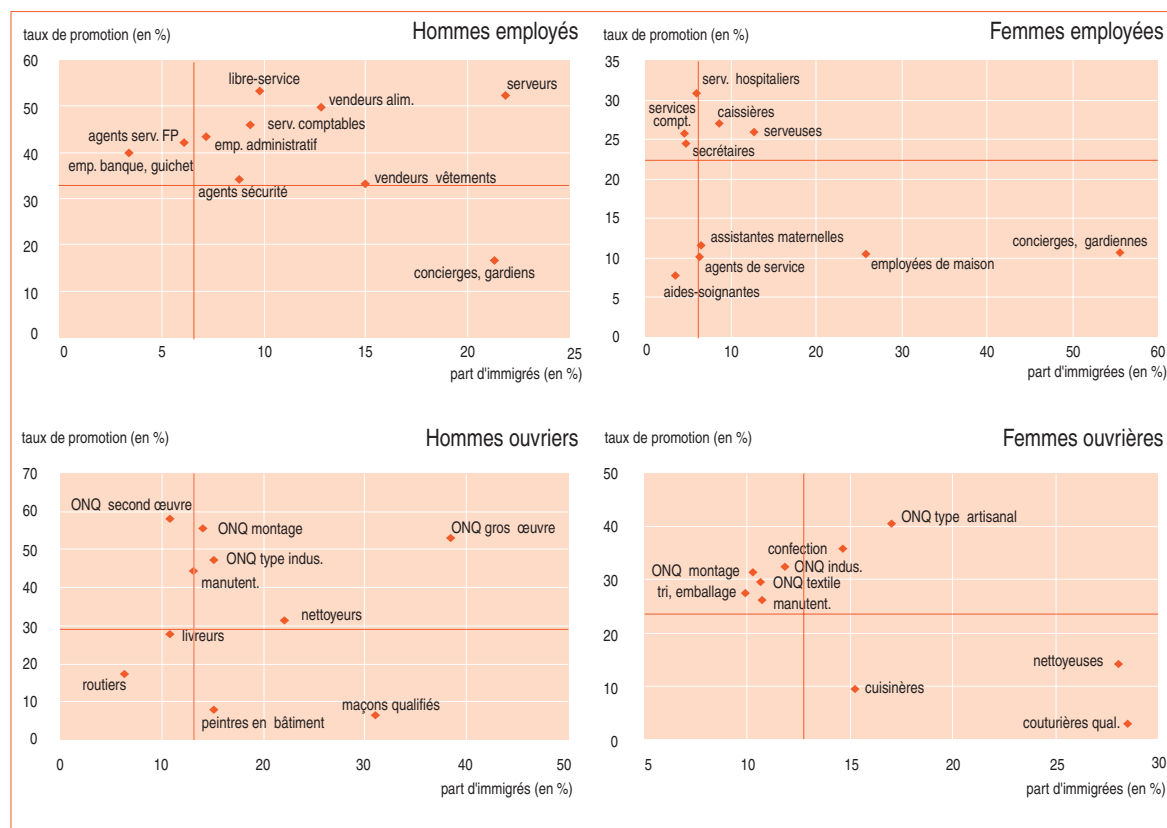 taux de promotion (en %)
Hommes employés
60
50
40
30
20
10
0
libre-service
serveurs
vendeurs alim.
serv. comptables
agents serv. FP
emp. administratif
emp. banque, guichet
vendeurs vêtements
agents sécurité
concierges, gardiens
0 5 10 15 20 25
part d'immigrés (en %)
taux de promotion (en %)
Femmes employées
35
30
25
20
15
10
5
0
serv. hospitaliers
services
compt.
caissières
serveuses
secrétaires
assistantes maternelles
concierges, gardiennes
agents de service
employées de maison
aides-soignantes
0 10 20 30 40 50 60
part d'immigrées (en %)
taux de promotion (en %)
Hommes ouvriers
70
60
50
40
30
20
10
0
ONQ second œuvre
ONQ montage
ONQ gros œuvre
ONQ type indus.
manutent.
nettoyeurs
livreurs
routiers
maçons qualifiés
peintres en bâtiment
0 10 20 30 40 50
part d'immigrés (en %)
taux de promotion (en %)
Femmes ouvrières
50
40
30
20
10
0
ONQ type artisanal
confection
ONQ indus.
ONQ montage
ONQ textile
tri, emballage
manutent.
nettoyeuses
cuisinères
couturières qual.
5 10 15 20 25 30
part d'immigrées (en %)